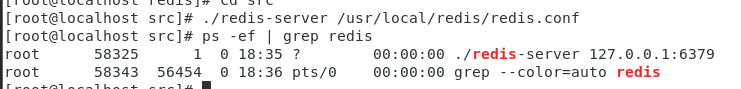 [root@localhost redis]# cd src
[root@localhost src]# ./redis-server /usr/local/redis/redis.conf
[root@localhost src]# ps -ef | grep redis
root      58325      1  0 18:35 ?        00:00:00 ./redis-server 127.0.0.1:6379
root      58343  56454  0 18:36 pts/0    00:00:00 grep --color=auto redis
[root@localhost src]#